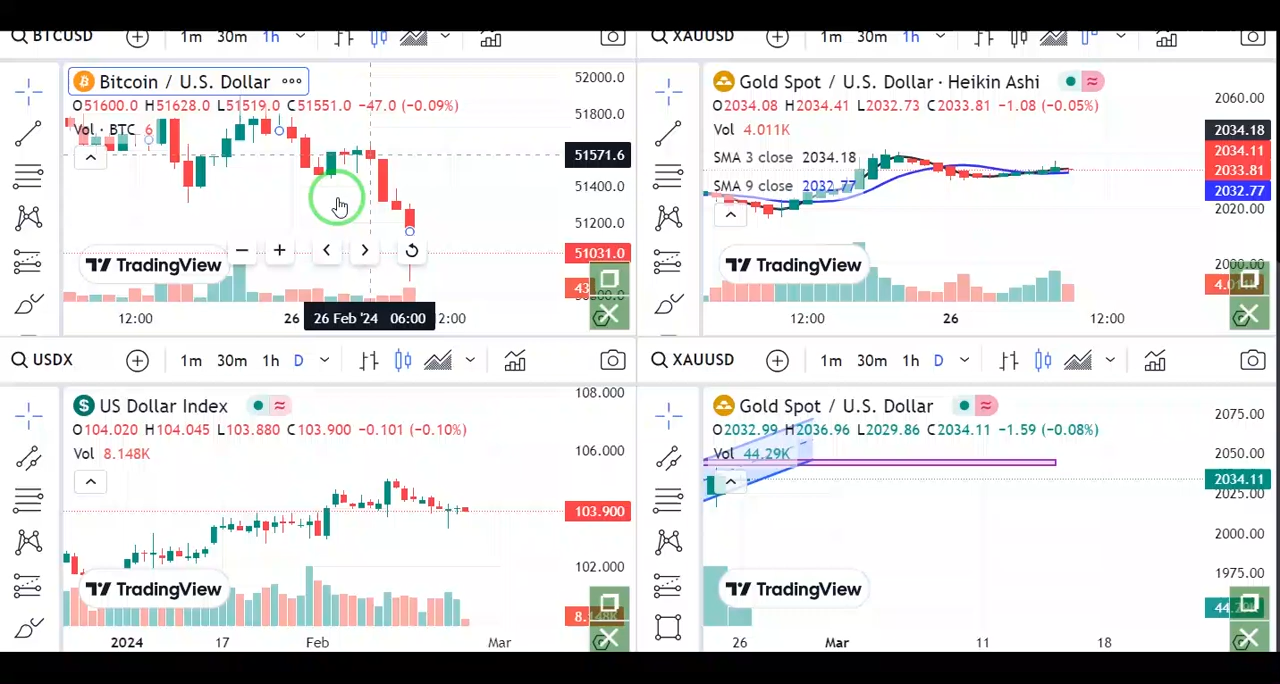 BTCUSD 1m 30m 1h
Bitcoin / U.S. Dollar
O51600.0 H51628.0 L51519.0 C51551.0 -47.0 (-0.09%)
Vol · BTC 6
52000.0
51800.0
51571.6
51400.0
51200.0
51031.0
43
TradingView
12:00 26 26 Feb '24 06:00 2:00
XAUUSD 1m 30m 1h
Gold Spot / U.S. Dollar · Heikin Ashi
O2034.08 H2034.41 L2032.73 C2033.81 -1.08 (-0.05%)
Vol 4.011K
SMA 3 close 2034.18
SMA 9 close 2032.77
2060.00
2034.18
2034.11
2033.81
2032.77
2020.00
2000.00
TradingView
12:00 26 12:00
USDX 1m 30m 1h D
US Dollar Index
O104.020 H104.045 L103.880 C103.900 -0.101 (-0.10%)
Vol 8.148K
108.000
106.000
103.900
102.000
TradingView
2024 17 Feb Mar
XAUUSD 1m 30m 1h D
Gold Spot / U.S. Dollar
O2032.99 H2036.96 L2029.86 C2034.11 -1.59 (-0.08%)
Vol 44.29K
2075.00
2050.00
2034.11
2025.00
2000.00
1975.00
TradingView
26 Mar 11 18